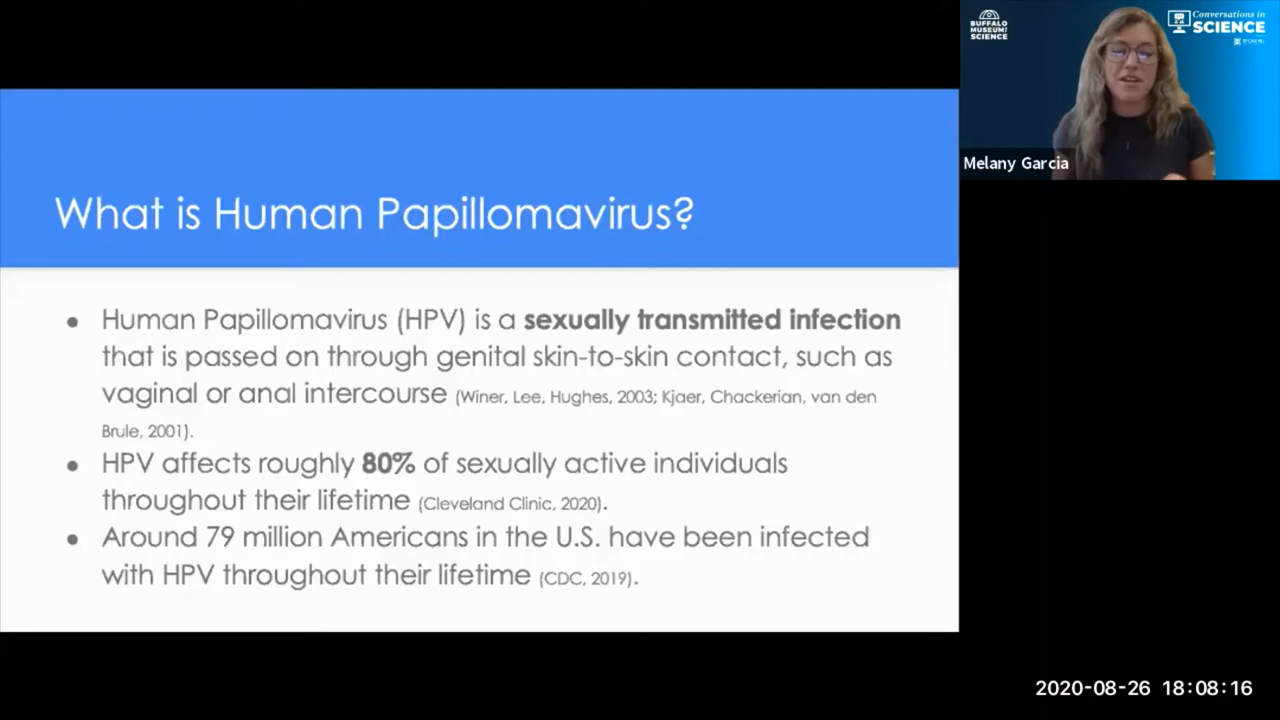 What is Human Papillomavirus?
● Human Papillomavirus (HPV) is a sexually transmitted infection
that is passed on through genital skin-to-skin contact, such as
vaginal or anal intercourse (Winer, Lee, Hughes, 2003; Kjaer, Chackerian, van den
Brule, 2001).
● HPV affects roughly 80% of sexually active individuals
throughout their lifetime (Cleveland Clinic, 2020).
● Around 79 million Americans in the U.S. have been infected
with HPV throughout their lifetime (CDC, 2019).
BUFFALO
MUSEUM
SCIENCE
Conversations in
SCIENCE
Melany Garcia
2020-08-26 18:08:16